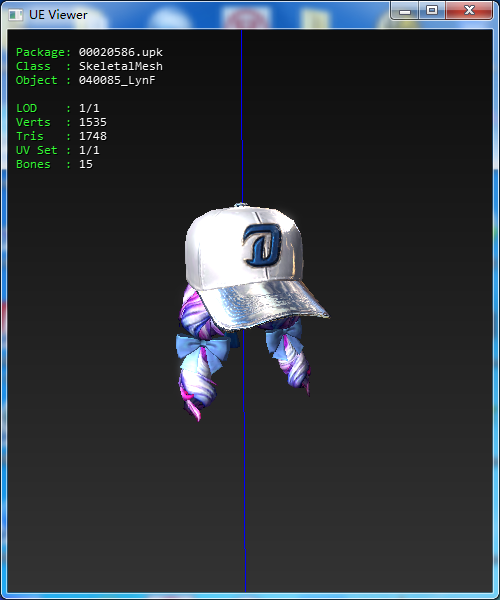 UE Viewer
Package: 00020586.upk
Class : SkeletalMesh
Object : 040085_LynF
LOD : 1/1
Verts : 1535
Tris : 1748
UV Set : 1/1
Bones : 15
D